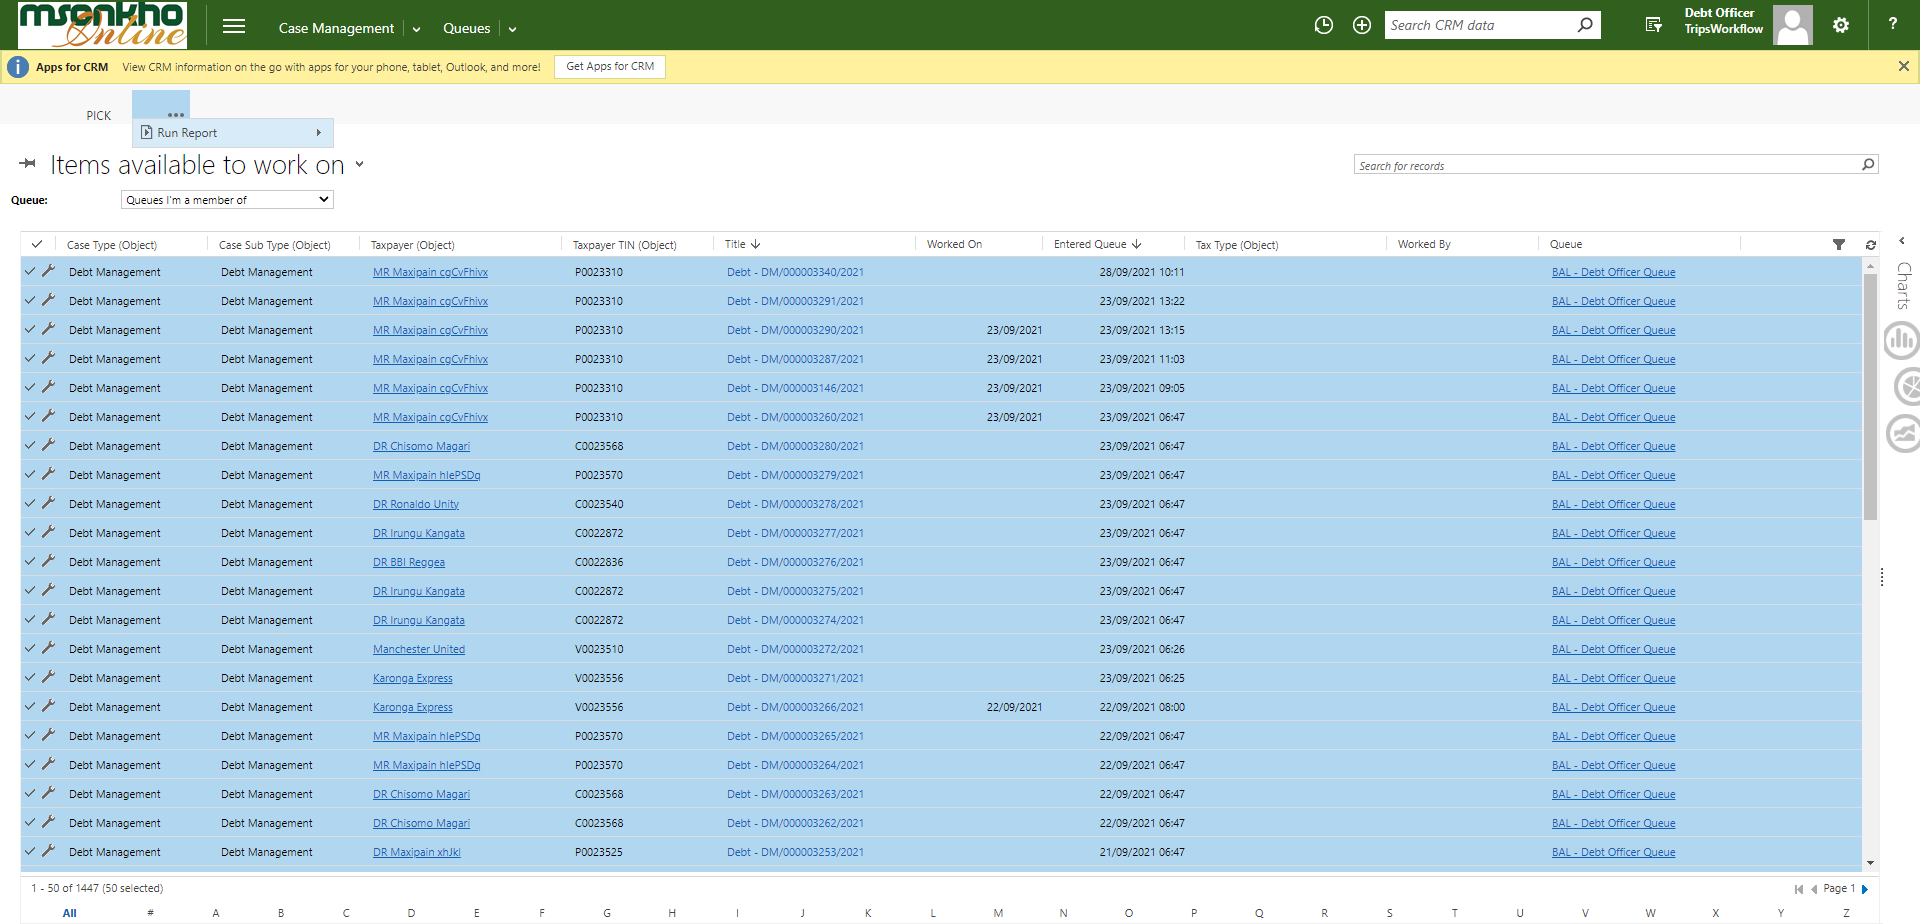 msonkho
Online
Case Management
Queues
Search CRM data
Debt Officer
TripsWorkflow
?
i Apps for CRM View CRM information on the go with apps for your phone, tablet, Outlook, and more! Get Apps for CRM
PICK ...
Run Report
Items available to work on
Search for records
Queue: Queues I'm a member of
Case Type (Object) Case Sub Type (Object) Taxpayer (Object) Taxpayer TIN (Object) Title Worked On Entered Queue Tax Type (Object) Worked By Queue
Charts
Debt Management Debt Management MR Maxipain cgCvFhivx P0023310 Debt - DM/000003340/2021 28/09/2021 10:11 BAL - Debt Officer Queue
Debt Management Debt Management MR Maxipain cgCvFhivx P0023310 Debt - DM/000003291/2021 23/09/2021 13:22 BAL - Debt Officer Queue
Debt Management Debt Management MR Maxipain cgCvFhivx P0023310 Debt - DM/000003290/2021 23/09/2021 23/09/2021 13:15 BAL - Debt Officer Queue
Debt Management Debt Management MR Maxipain cgCvFhivx P0023310 Debt - DM/000003287/2021 23/09/2021 23/09/2021 11:03 BAL - Debt Officer Queue
Debt Management Debt Management MR Maxipain cgCvFhivx P0023310 Debt - DM/000003146/2021 23/09/2021 23/09/2021 09:05 BAL - Debt Officer Queue
Debt Management Debt Management MR Maxipain cgCvFhivx P0023310 Debt - DM/000003260/2021 23/09/2021 23/09/2021 06:47 BAL - Debt Officer Queue
Debt Management Debt Management DR Chisomo Magari C0023568 Debt - DM/000003280/2021 23/09/2021 06:47 BAL - Debt Officer Queue
Debt Management Debt Management MR Maxipain hIePSDq P0023570 Debt - DM/000003279/2021 23/09/2021 06:47 BAL - Debt Officer Queue
Debt Management Debt Management DR Ronaldo Unity C0023540 Debt - DM/000003278/2021 23/09/2021 06:47 BAL - Debt Officer Queue
Debt Management Debt Management DR Irungu Kangata C0022872 Debt - DM/000003277/2021 23/09/2021 06:47 BAL - Debt Officer Queue
Debt Management Debt Management DR BBI Reggea C0022836 Debt - DM/000003276/2021 23/09/2021 06:47 BAL - Debt Officer Queue
Debt Management Debt Management DR Irungu Kangata C0022872 Debt - DM/000003275/2021 23/09/2021 06:47 BAL - Debt Officer Queue
Debt Management Debt Management DR Irungu Kangata C0022872 Debt - DM/000003274/2021 23/09/2021 06:47 BAL - Debt Officer Queue
Debt Management Debt Management Manchester United V0023510 Debt - DM/000003272/2021 23/09/2021 06:26 BAL - Debt Officer Queue
Debt Management Debt Management Karonga Express V0023556 Debt - DM/000003271/2021 23/09/2021 06:25 BAL - Debt Officer Queue
Debt Management Debt Management Karonga Express V0023556 Debt - DM/000003266/2021 22/09/2021 22/09/2021 08:00 BAL - Debt Officer Queue
Debt Management Debt Management MR Maxipain hIePSDq P0023570 Debt - DM/000003265/2021 22/09/2021 06:47 BAL - Debt Officer Queue
Debt Management Debt Management MR Maxipain hIePSDq P0023570 Debt - DM/000003264/2021 22/09/2021 06:47 BAL - Debt Officer Queue
Debt Management Debt Management DR Chisomo Magari C0023568 Debt - DM/000003263/2021 22/09/2021 06:47 BAL - Debt Officer Queue
Debt Management Debt Management DR Chisomo Magari C0023568 Debt - DM/000003262/2021 22/09/2021 06:47 BAL - Debt Officer Queue
Debt Management Debt Management DR Maxipain xhJkl P0023525 Debt - DM/000003253/2021 21/09/2021 06:47 BAL - Debt Officer Queue
1 - 50 of 1447 (50 selected) Page 1
All # A B C D E F G H I J K L M N O P Q R S T U V W X Y Z